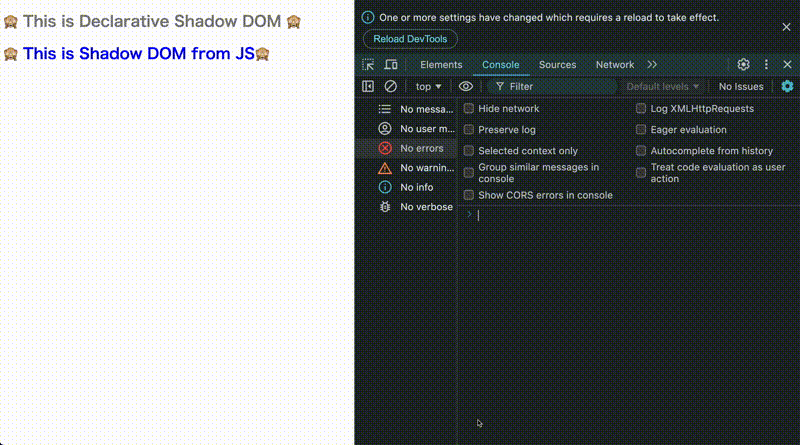 🙈 This is Declarative Shadow DOM 🙈
🙈 This is Shadow DOM from JS🙈
One or more settings have changed which requires a reload to take effect.
Reload DevTools
Elements Console Sources Network
top Filter Default levels No Issues
No messa...
No user m...
No errors
No warnin...
No info
No verbose
Hide network Log XMLHttpRequests
Preserve log Eager evaluation
Selected context only Autocomplete from history
Group similar messages in console Treat code evaluation as user action
Show CORS errors in console